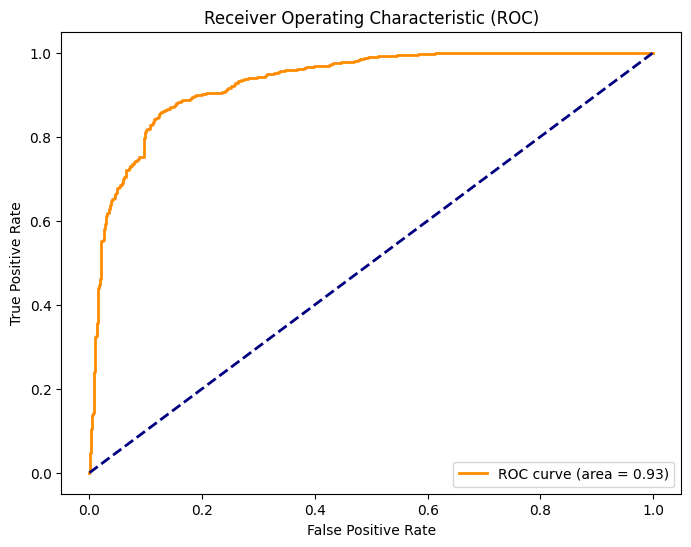 Receiver Operating Characteristic (ROC)
True Positive Rate
1.0
0.8
0.6
0.4
0.2
0.0
ROC curve (area = 0.93)
0.0 0.2 0.4 0.6 0.8 1.0
False Positive Rate